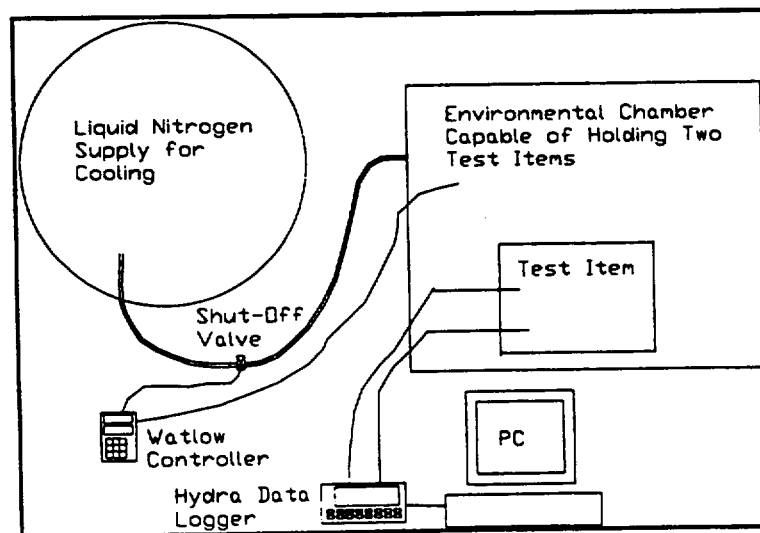 Liquid Nitrogen
Supply for
Cooling
Environmental Chamber
Capable of Holding Two
Test Items
Test Item
Shut-Off
Valve
Watlow
Controller
PC
Hydra Data
Logger